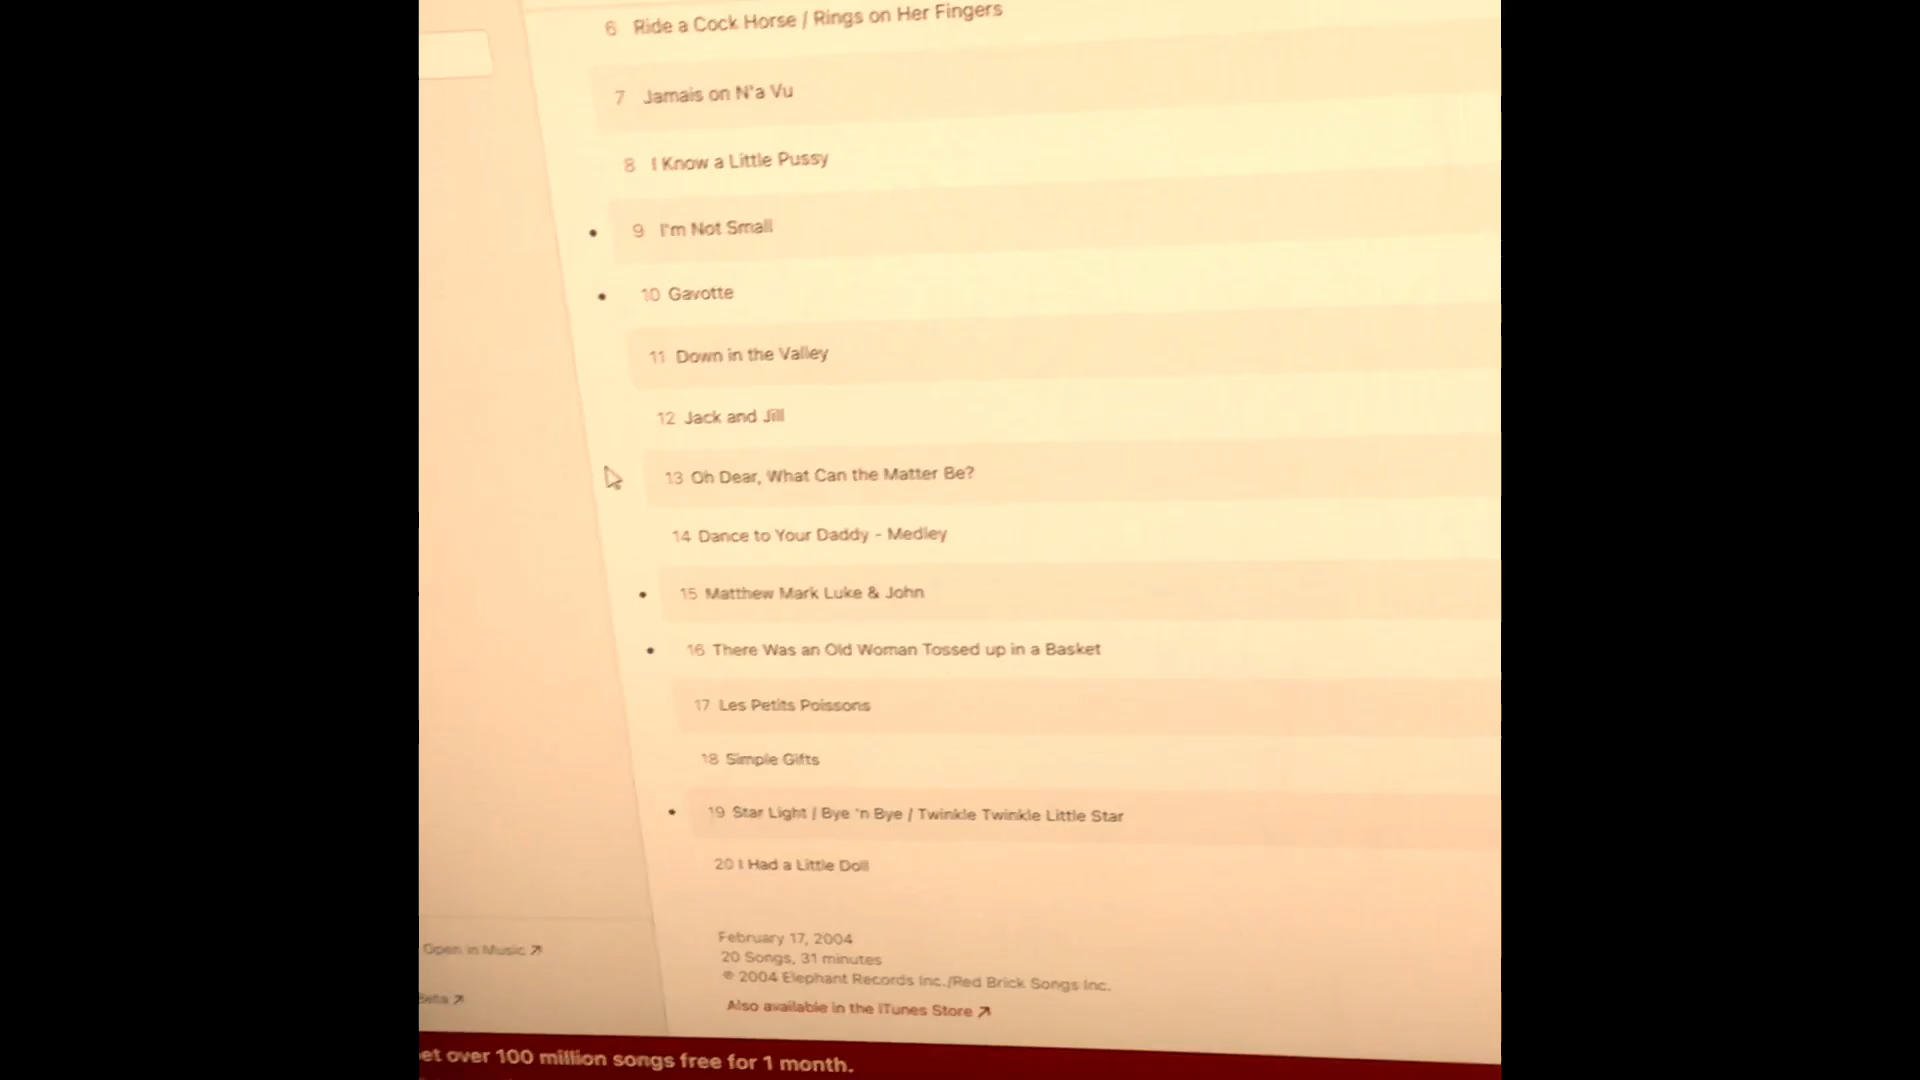 6 Ride a Cock Horse / Rings on Her Fingers
7 Jamais on N'a Vu
8 I Know a Little Pussy
• 9 I'm Not Small
• 10 Gavotte
11 Down in the Valley
12 Jack and Jill
13 Oh Dear, What Can the Matter Be?
14 Dance to Your Daddy - Medley
• 15 Matthew Mark Luke & John
• 16 There Was an Old Woman Tossed up in a Basket
17 Les Petits Poissons
18 Simple Gifts
• 19 Star Light / Bye 'n Bye / Twinkle Twinkle Little Star
20 I Had a Little Doll
February 17, 2004
20 Songs, 31 minutes
℗ 2004 Elephant Records Inc./Red Brick Songs Inc.
Also available in the iTunes Store ↗
Open in Music ↗
Beta ↗
et over 100 million songs free for 1 month.